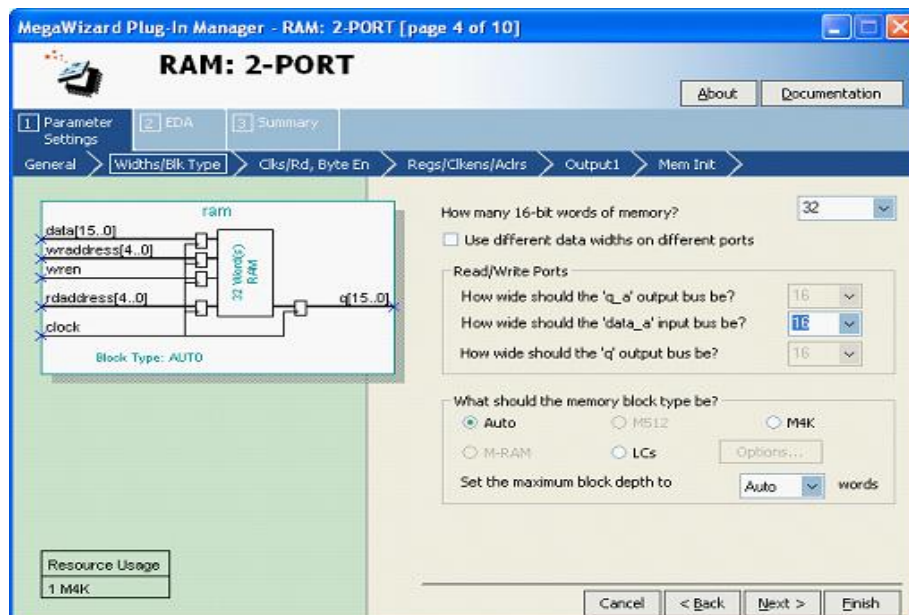 MegaWizard Plug-In Manager - RAM: 2-PORT [page 4 of 10]
RAM: 2-PORT
About
Documentation
1 Parameter Settings
2 EDA
3 Summary
General
Widths/Blk Type
Clks/Rd, Byte En
Regs/Clkens/Aclrs
Output1
Mem Init
ram
data[15..0]
wraddress[4..0]
wren
rdaddress[4..0]
clock
32 Word(s)
RAM
q[15..0]
Block Type: AUTO
How many 16-bit words of memory? 32
Use different data widths on different ports
Read/Write Ports
How wide should the 'q_a' output bus be? 16
How wide should the 'data_a' input bus be? 16
How wide should the 'q' output bus be? 16
What should the memory block type be?
Auto M512 M4K
M-RAM LCs Options...
Set the maximum block depth to Auto words
Resource Usage
1 M4K
Cancel < Back Next > Finish